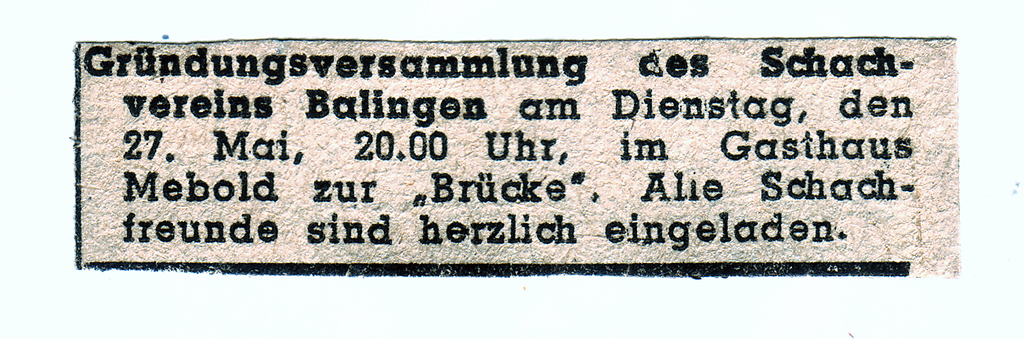 Gründungsversammlung des Schach-
vereins Balingen am Dienstag, den
27. Mai, 20.00 Uhr, im Gasthaus
Mebold zur „Brücke“. Alle Schach-
freunde sind herzlich eingeladen.